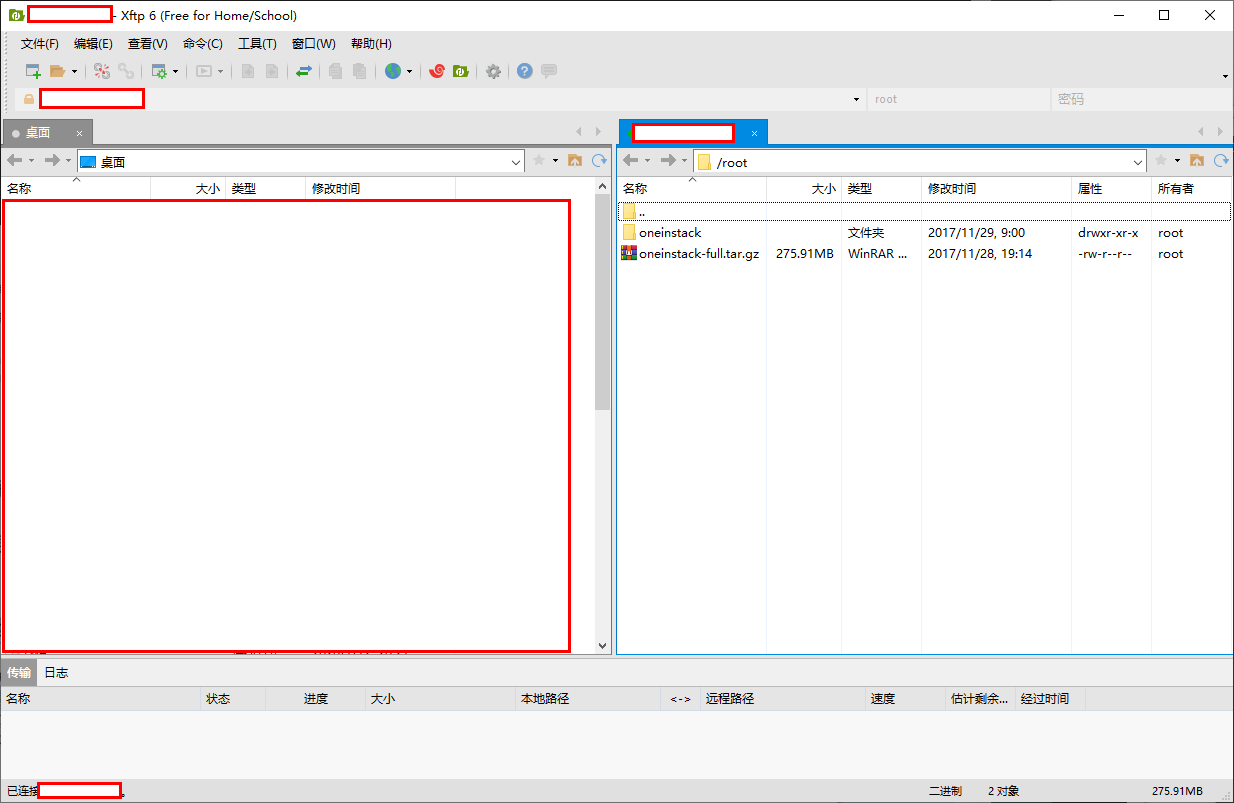 - Xftp 6 (Free for Home/School)
文件(F) 编辑(E) 查看(V) 命令(C) 工具(T) 窗口(W) 帮助(H)
root 密码
桌面 ×
×
桌面
/root
名称 大小 类型 修改时间
名称 大小 类型 修改时间 属性 所有者
..
oneinstack 文件夹 2017/11/29, 9:00 drwxr-xr-x root
oneinstack-full.tar.gz 275.91MB WinRAR ... 2017/11/28, 19:14 -rw-r--r-- root
传输 日志
名称 状态 进度 大小 本地路径 <-> 远程路径 速度 估计剩余... 经过时间
已连接 。 二进制 2 对象 275.91MB